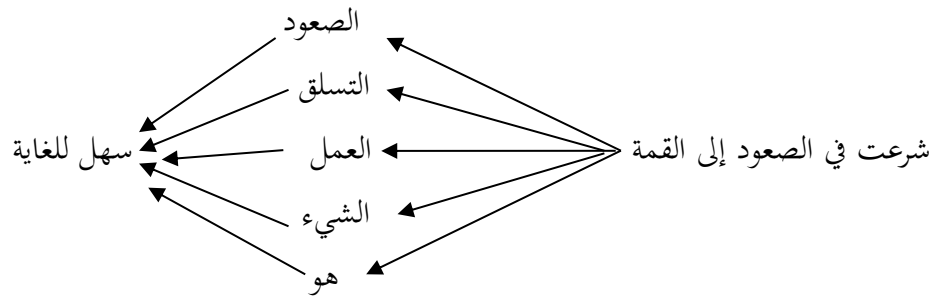 الصعود
التسلق
شرعت في الصعود إلى القمة العمل سهل للغاية
الشيء
هو